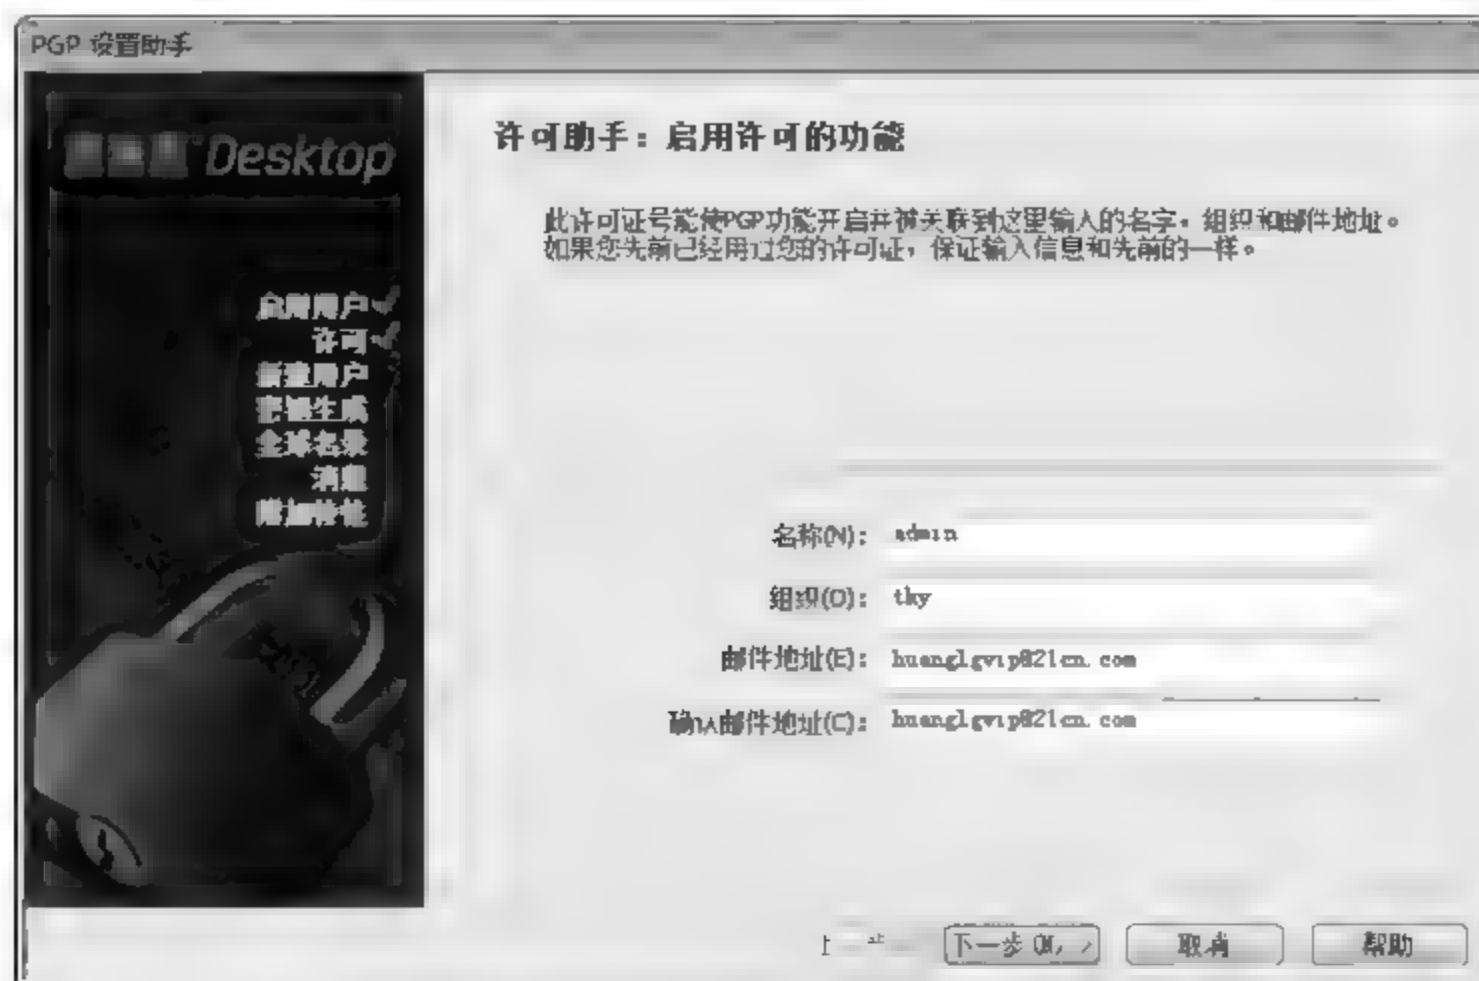 PGP 设置助手
Desktop
许可助手：启用许可的功能
此许可证号能使PGP功能开启并被关联到这里输入的名字，组织和邮件地址。
如果您先前已经用过您的许可证，保证输入信息和先前的一样。
启用用户
许可
新建用户
密钥生成
全球名录
消息
附加特性
名称(N)： admin
组织(O)： tky
邮件地址(E)： huanglgvip@21cn.com
确认邮件地址(C)： huanglgvip@21cn.com
下一步 取消 帮助